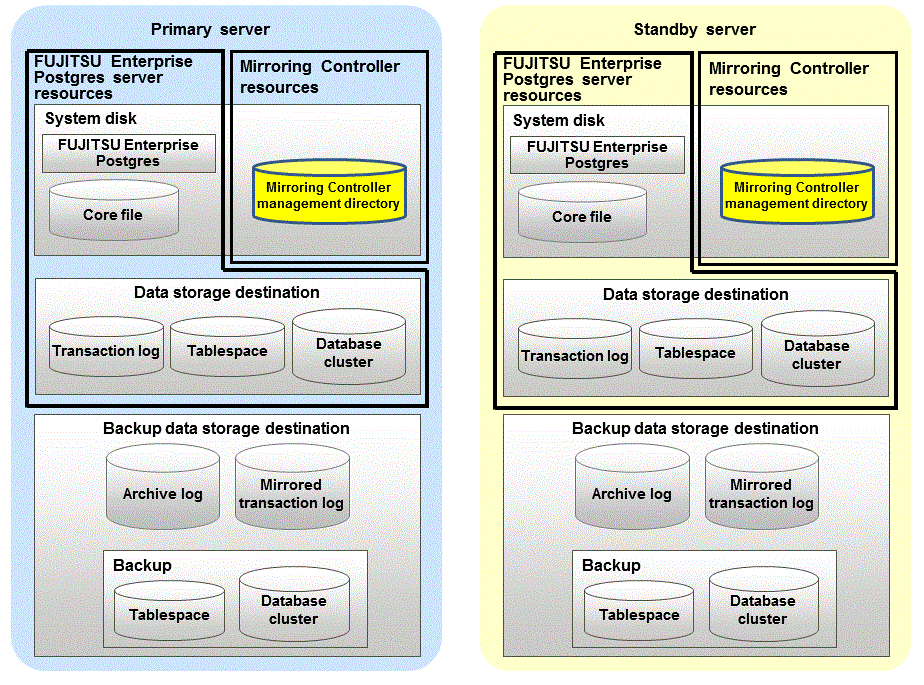 Primary server
FUJITSU Enterprise
Postgres server
resources
Mirroring Controller
resources
System disk
FUJITSU Enterprise
Postgres
Core file
Mirroring Controller
management directory
Data storage destination
Transaction log
Tablespace
Database
cluster
Backup data storage destination
Archive log
Mirrored
transaction log
Backup
Tablespace
Database
cluster
Standby server
FUJITSU Enterprise
Postgres server
resources
Mirroring Controller
resources
System disk
FUJITSU Enterprise
Postgres
Core file
Mirroring Controller
management directory
Data storage destination
Transaction log
Tablespace
Database
cluster
Backup data storage destination
Archive log
Mirrored
transaction log
Backup
Tablespace
Database
cluster